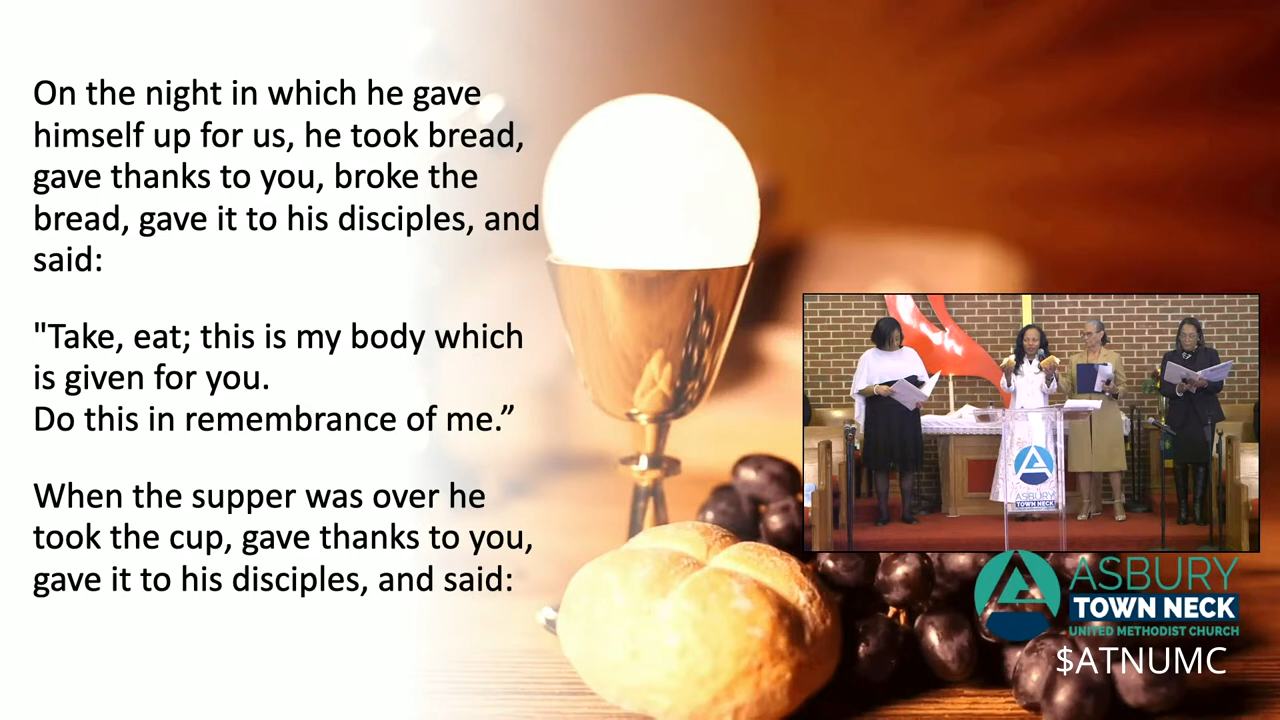 On the night in which he gave
himself up for us, he took bread,
gave thanks to you, broke the
bread, gave it to his disciples, and
said:
"Take, eat; this is my body which
is given for you.
Do this in remembrance of me.”
When the supper was over he
took the cup, gave thanks to you,
gave it to his disciples, and said:
ASBURY
TOWN NECK
ASBURY
TOWN NECK
UNITED METHODIST CHURCH
$ATNUMC